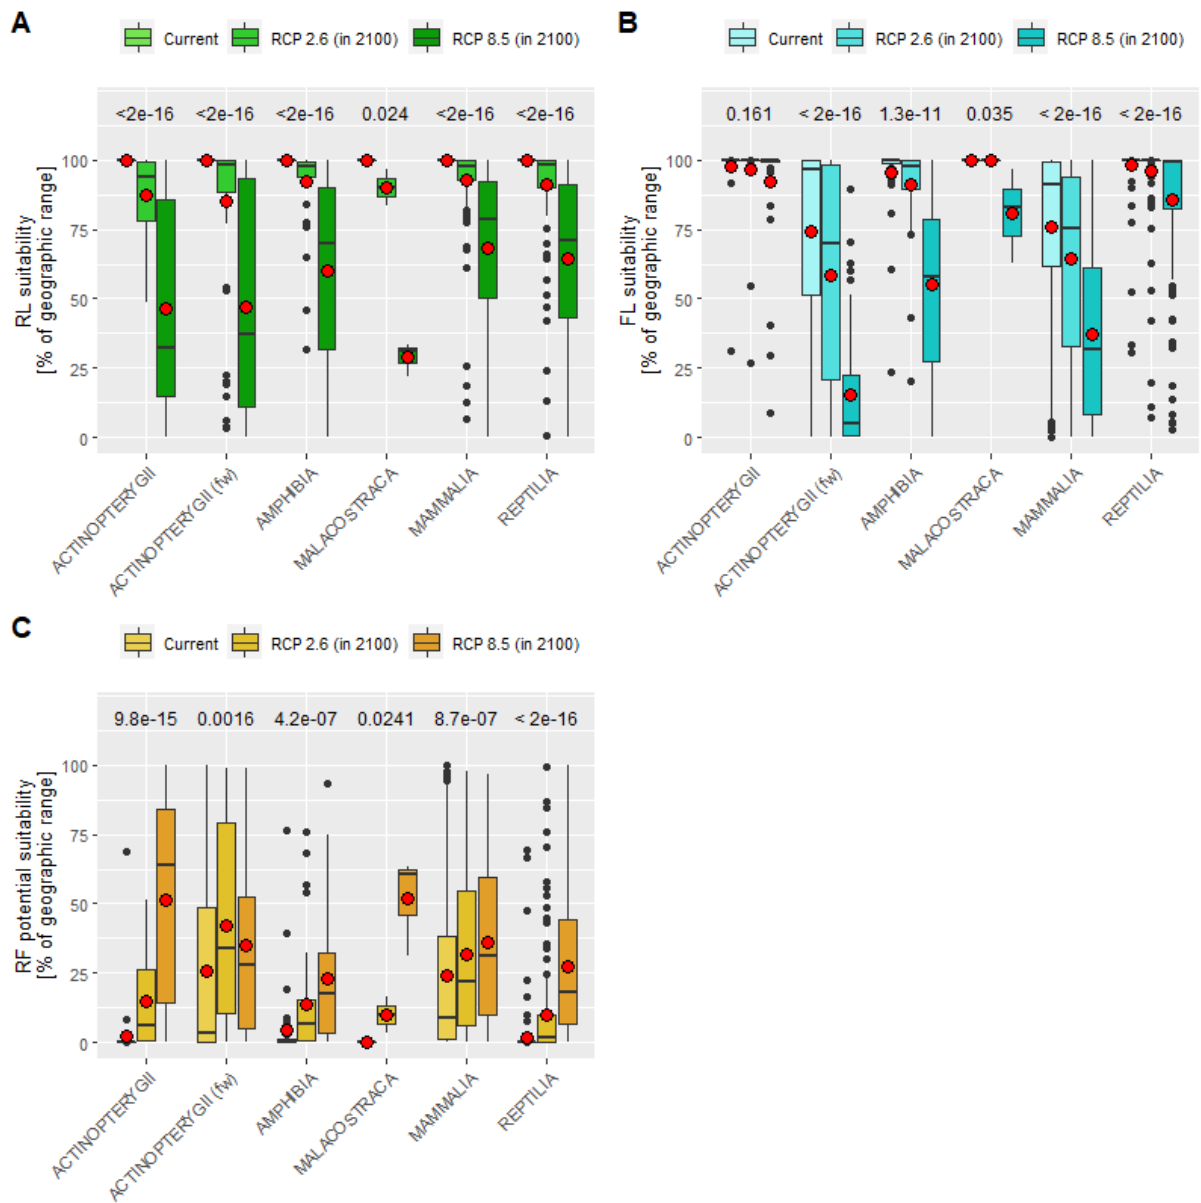 A
Current RCP 2.6 (in 2100) RCP 8.5 (in 2100)
<2e-16 <2e-16 <2e-16 0.024 <2e-16 <2e-16
100
75
50
25
0
RL suitability
[% of geographic range]
ACTINOPTERYGII
ACTINOPTERYGII (fw)
AMPHIBIA
MALACOSTRACA
MAMMALIA
REPTILIA
B
Current RCP 2.6 (in 2100) RCP 8.5 (in 2100)
0.161 < 2e-16 1.3e-11 0.035 < 2e-16 < 2e-16
100
75
50
25
0
FL suitability
[% of geographic range]
ACTINOPTERYGII
ACTINOPTERYGII (fw)
AMPHIBIA
MALACOSTRACA
MAMMALIA
REPTILIA
C
Current RCP 2.6 (in 2100) RCP 8.5 (in 2100)
9.8e-15 0.0016 4.2e-07 0.0241 8.7e-07 < 2e-16
100
75
50
25
0
RF potential suitability
[% of geographic range]
ACTINOPTERYGII
ACTINOPTERYGII (fw)
AMPHIBIA
MALACOSTRACA
MAMMALIA
REPTILIA